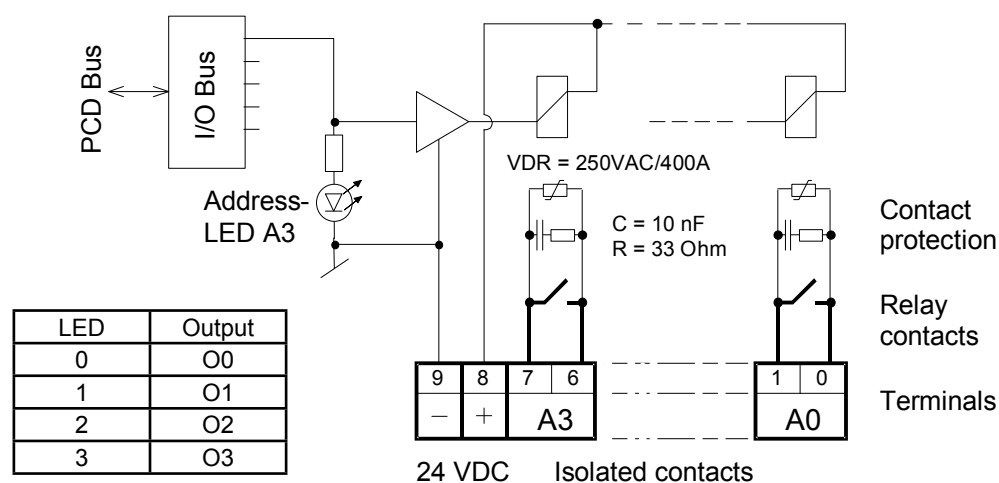 PCD Bus
I/O Bus
Address-
LED A3
VDR = 250VAC/400A
C = 10 nF
R = 33 Ohm
Contact
protection
Relay
contacts
LED Output
0 O0
1 O1
2 O2
3 O3
9 8 7 6 1 0
− + A3 A0
Terminals
24 VDC Isolated contacts